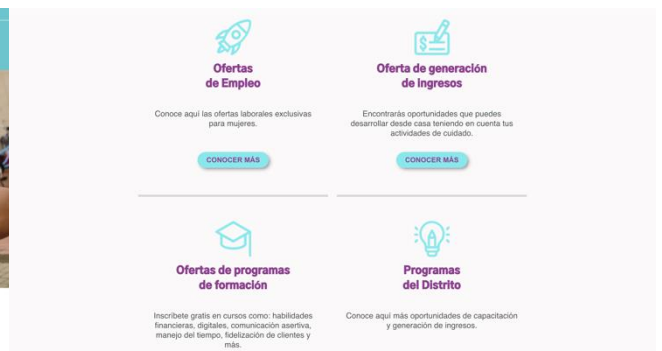 Ofertas
de Empleo
Conoce aquí las ofertas laborales exclusivas
para mujeres.
CONOCER MÁS
Oferta de generación
de ingresos
Encontrarás oportunidades que puedes
desarrollar desde casa teniendo en cuenta tus
actividades de cuidado.
CONOCER MÁS
Ofertas de programas
de formación
Inscríbete gratis en cursos como: habilidades
financieras, digitales, comunicación asertiva,
manejo del tiempo, fidelización de clientes y
más.
Programas
del Distrito
Conoce aquí más oportunidades de capacitación
y generación de ingresos.